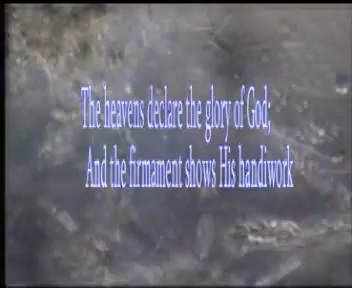 The heavens declare the glory of God;
And the firmament shows His handiwork